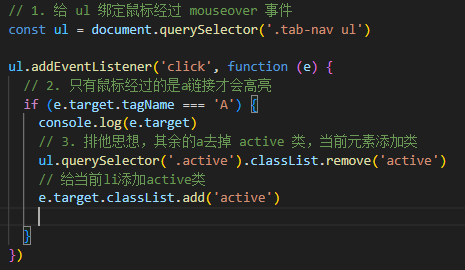 // 1. 给 ul 绑定鼠标经过 mouseover 事件
const ul = document.querySelector('.tab-nav ul')
ul.addEventListener('click', function (e) {
// 2. 只有鼠标经过的是a链接才会高亮
if (e.target.tagName === 'A') {
console.log(e.target)
// 3. 排他思想，其余的a去掉 active 类，当前元素添加类
ul.querySelector('.active').classList.remove('active')
// 给当前li添加active类
e.target.classList.add('active')
}
})